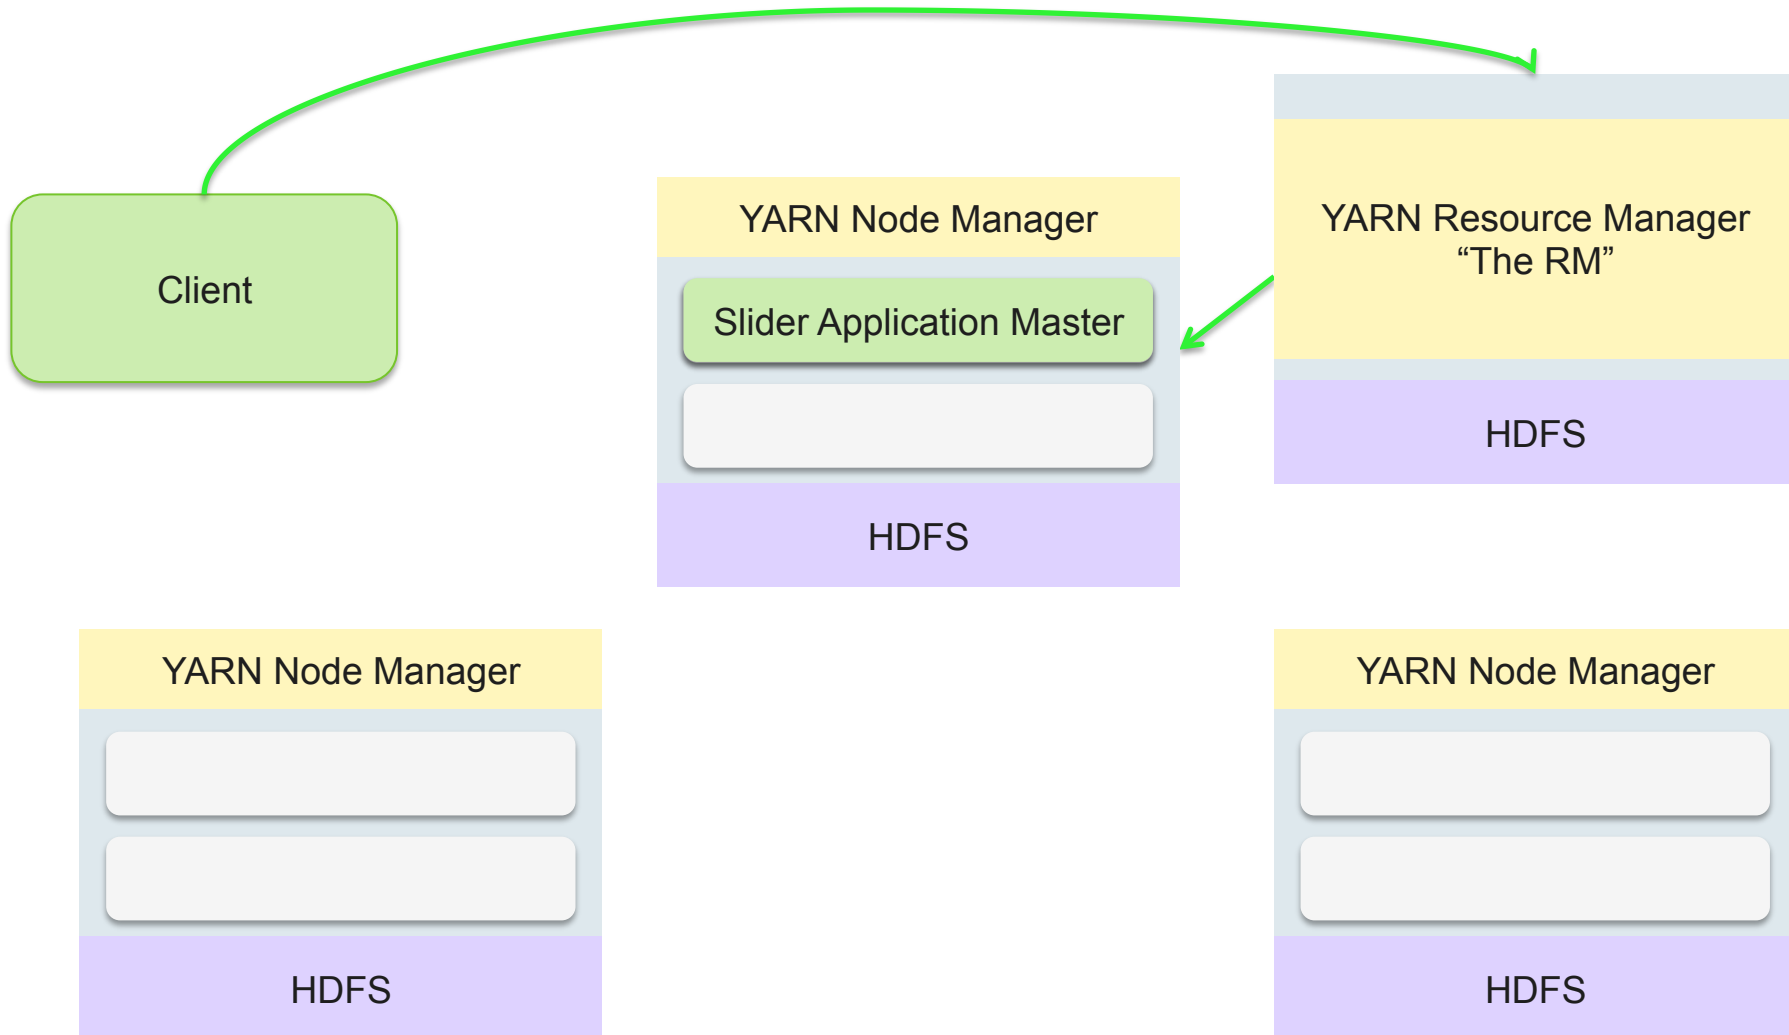 Client
YARN Node Manager
Slider Application Master
HDFS
YARN Resource Manager
“The RM”
HDFS
YARN Node Manager
HDFS
YARN Node Manager
HDFS